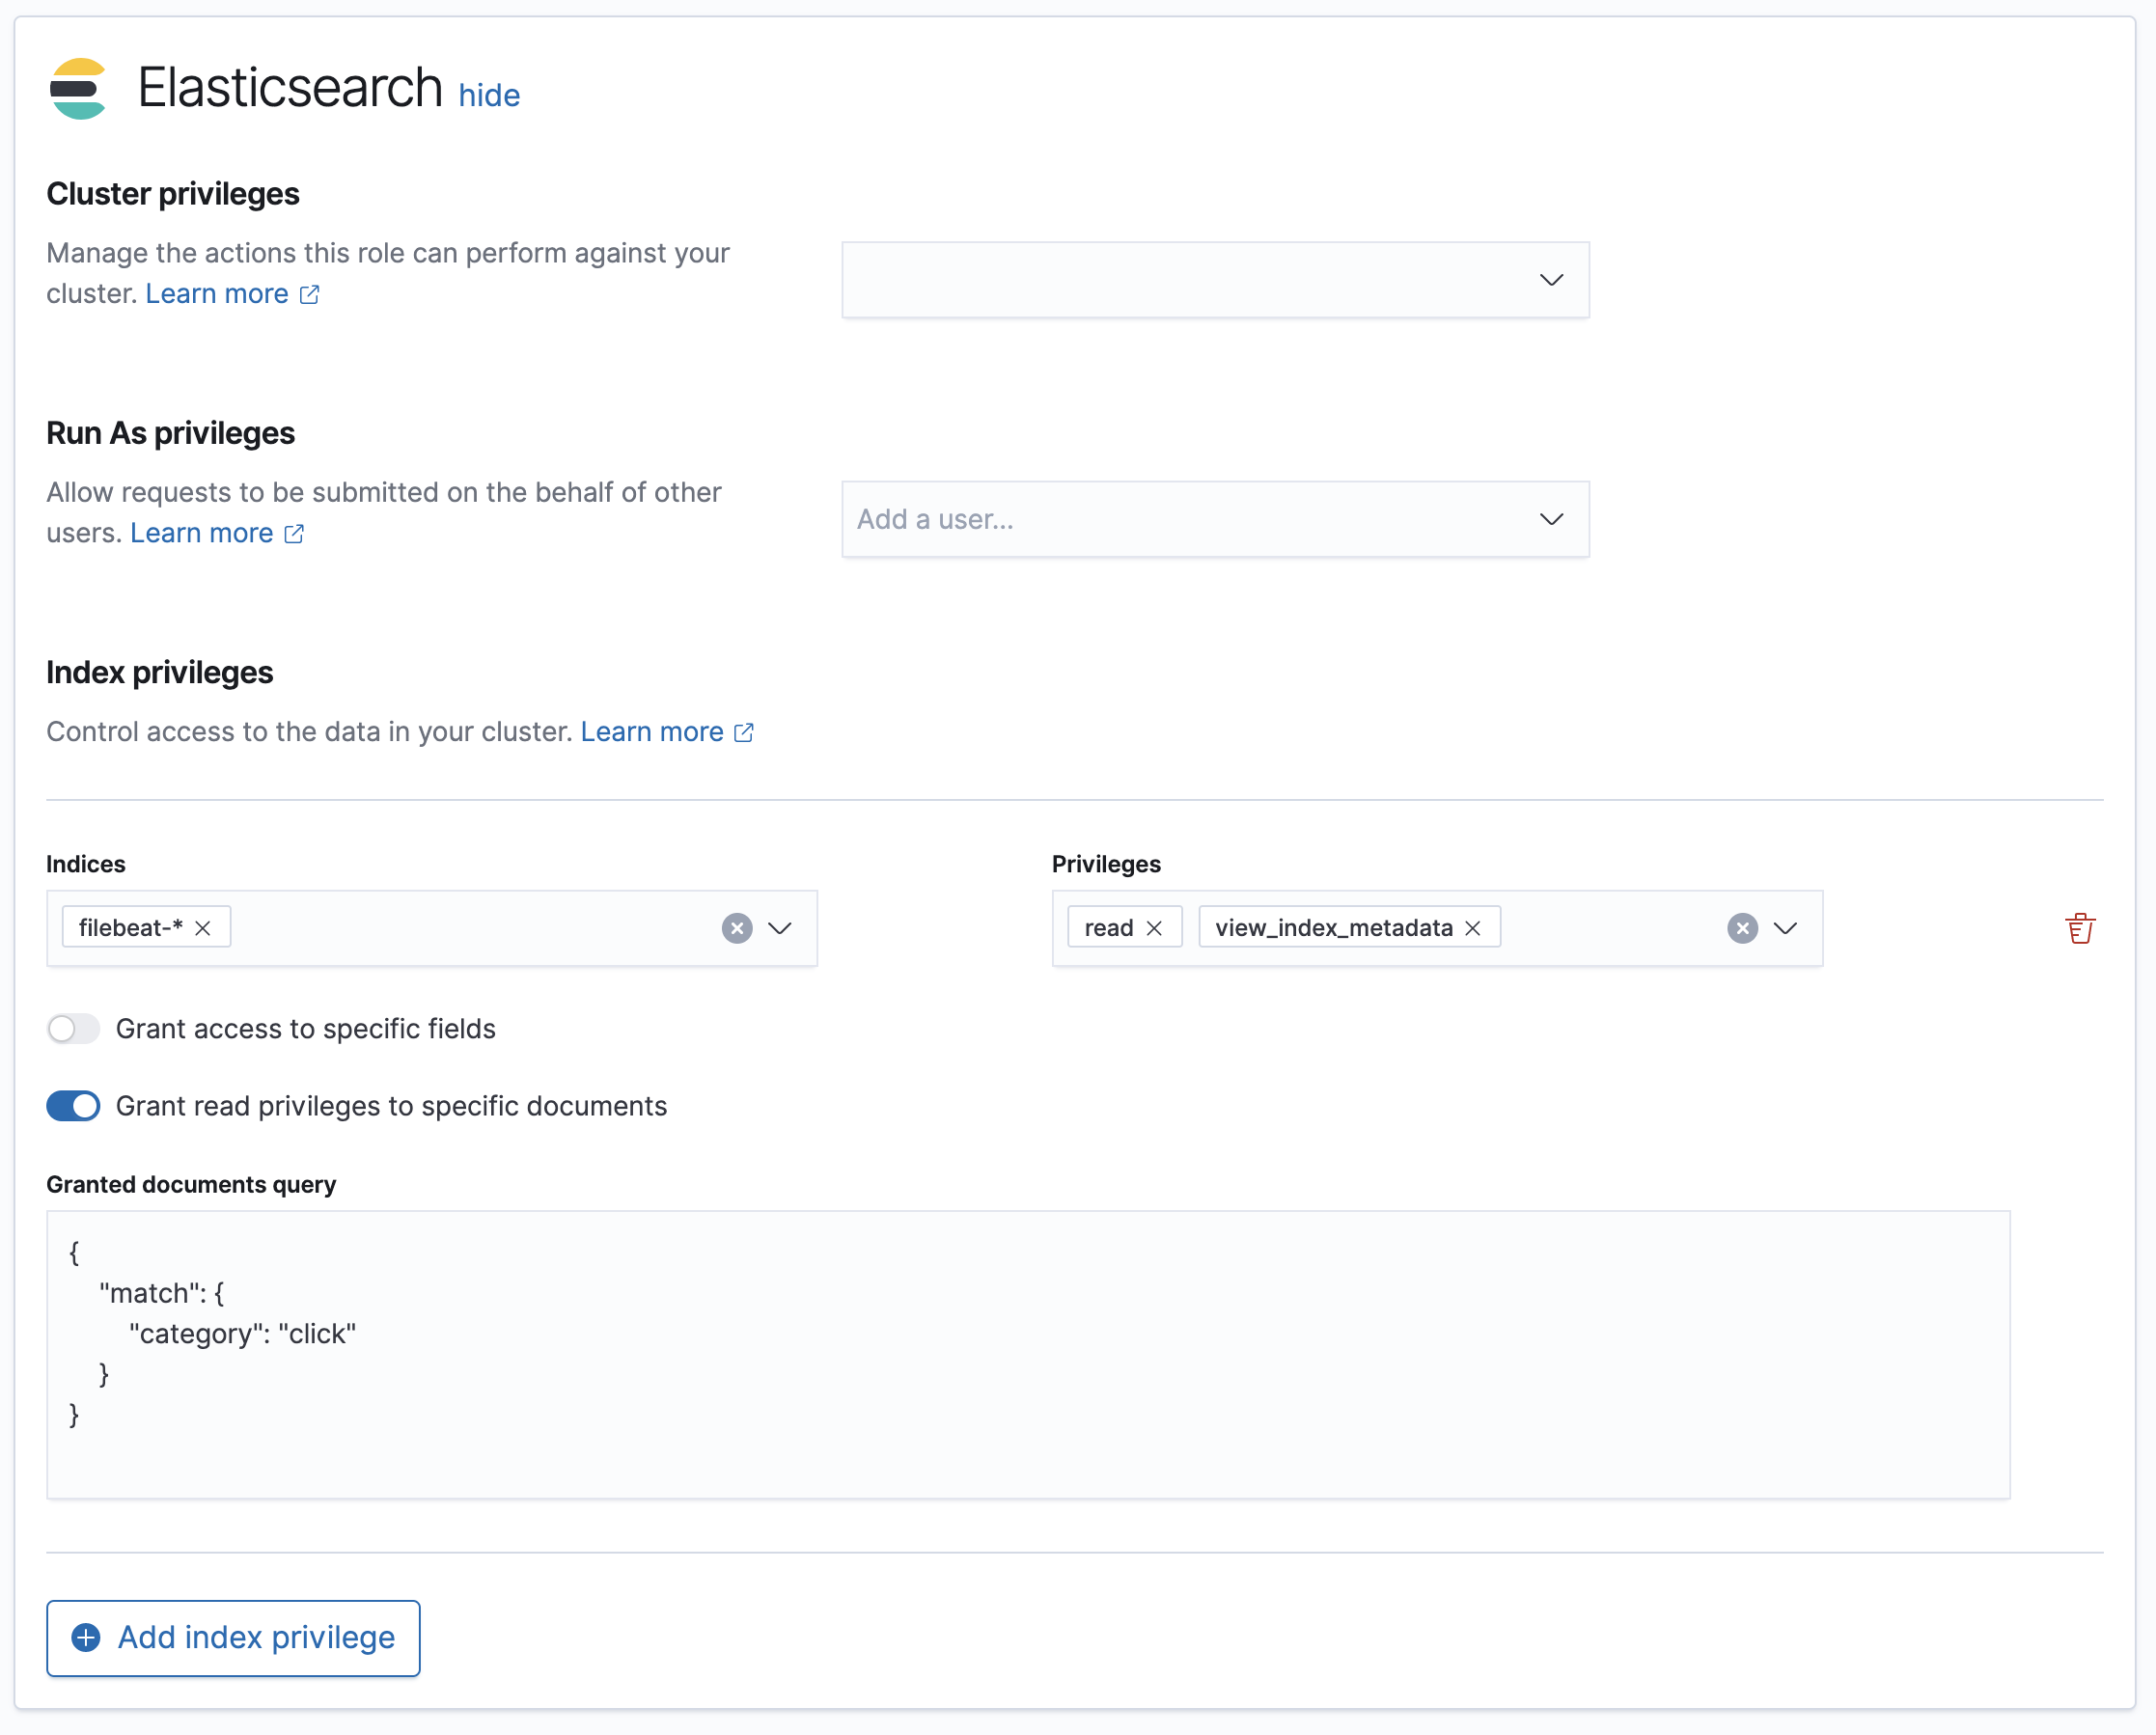 Elasticsearch hide
Cluster privileges
Manage the actions this role can perform against your
cluster. Learn more
Run As privileges
Allow requests to be submitted on the behalf of other
users. Learn more
Add a user...
Index privileges
Control access to the data in your cluster. Learn more
Indices
filebeat-*
Privileges
read view_index_metadata
Grant access to specific fields
Grant read privileges to specific documents
Granted documents query
{
"match": {
"category": "click"
}
}
Add index privilege